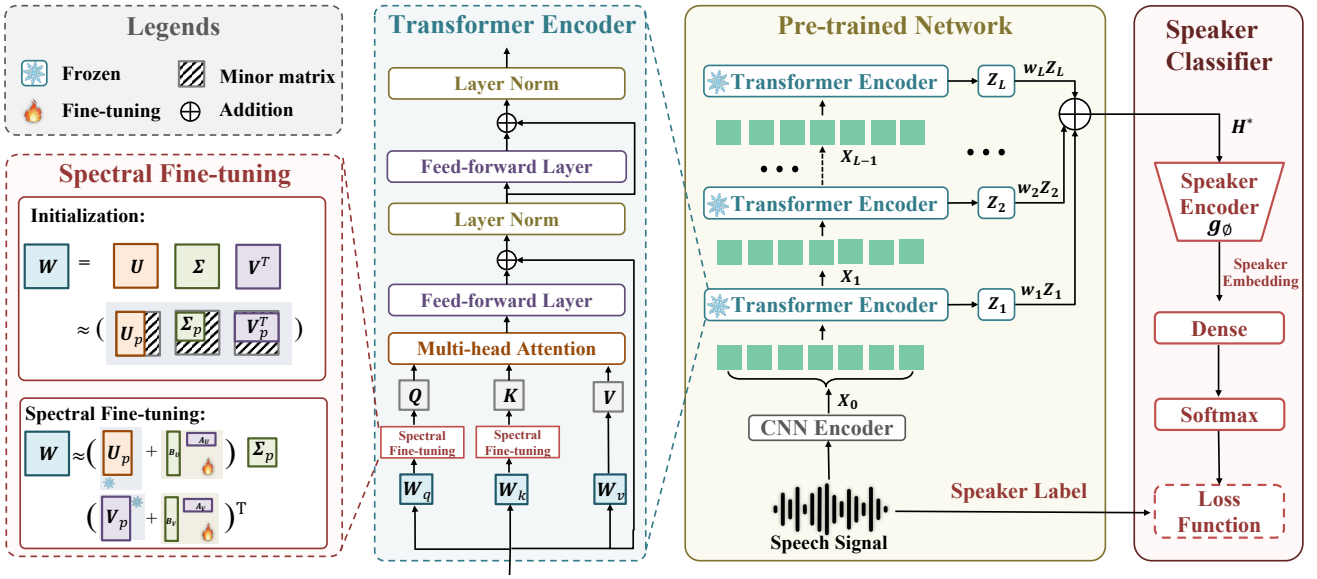 Legends
Frozen
Minor matrix
Fine-tuning
Addition
Spectral Fine-tuning
Initialization:
W = U Σ V^T
≈ ( U_p Σ_p V_p^T )
Spectral Fine-tuning:
W ≈ ( U_p + B_U A_U ) Σ_p
( V_p + B_V A_V )^T
Transformer Encoder
Layer Norm
Feed-forward Layer
Layer Norm
Feed-forward Layer
Multi-head Attention
Q K V
Spectral
Fine-tuning
Spectral
Fine-tuning
W_q W_k W_v
Pre-trained Network
Transformer Encoder
Z_L
w_L Z_L
X_{L-1}
• • •
• • •
Transformer Encoder
Z_2
w_2 Z_2
X_1
Transformer Encoder
Z_1
w_1 Z_1
X_0
CNN Encoder
Speech Signal
Speaker Label
Speaker
Classifier
H*
Speaker
Encoder
g_∅
Speaker
Embedding
Dense
Softmax
Loss
Function